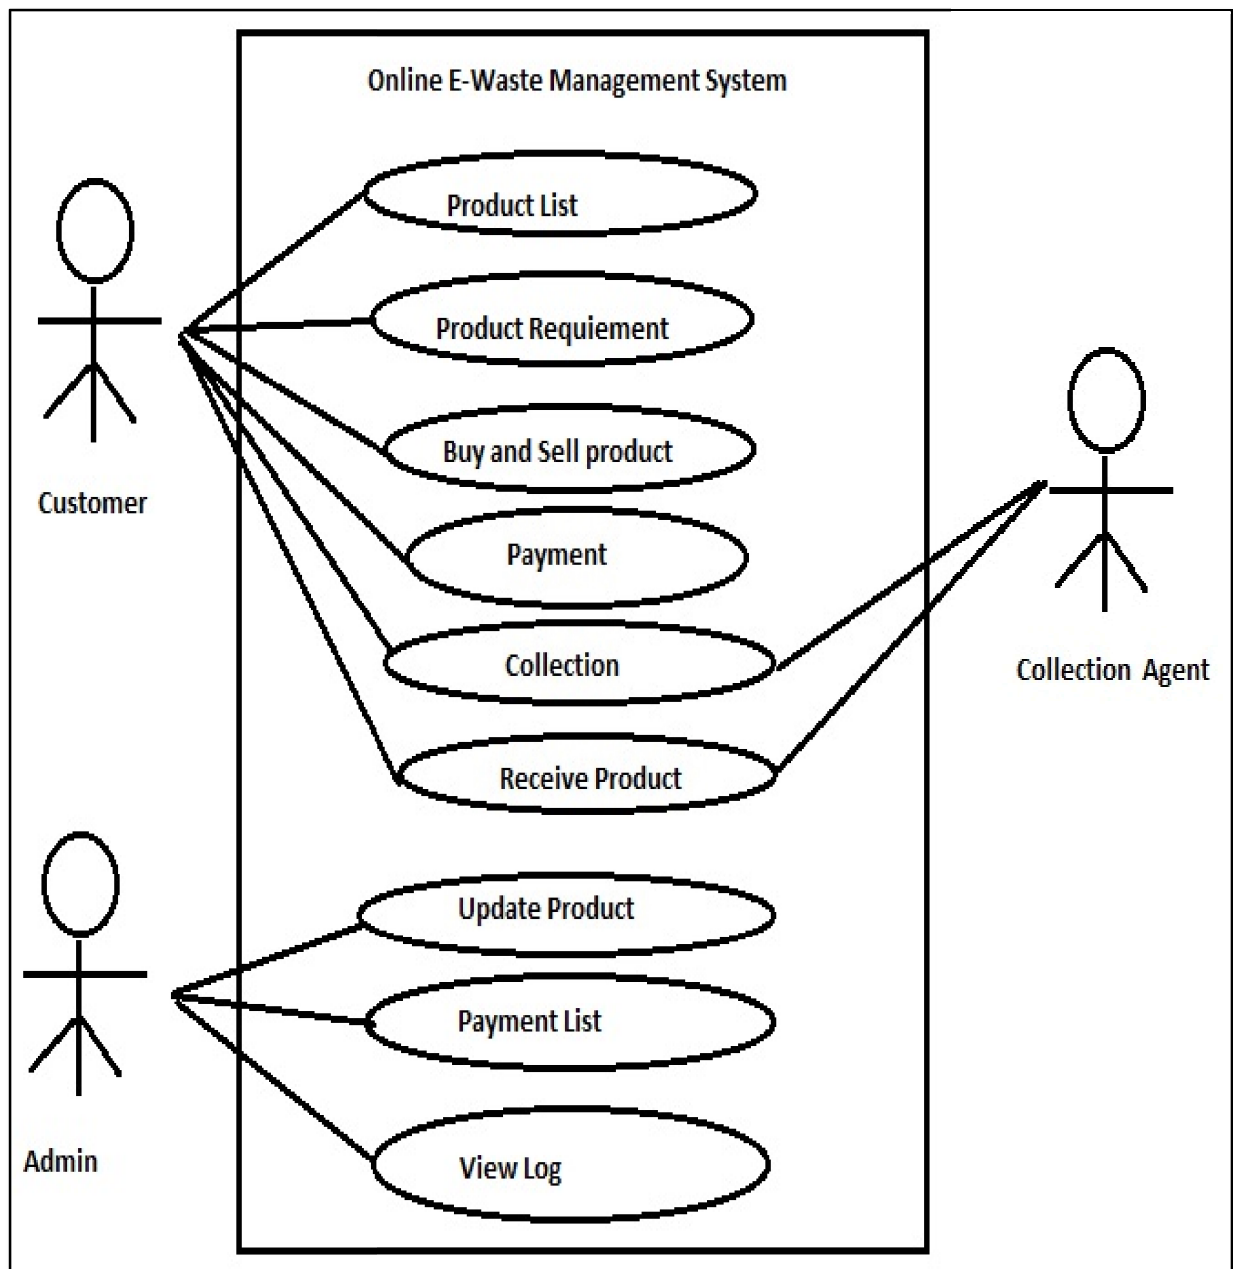 Online E-Waste Management System
Product List
Product Requiement
Buy and Sell product
Customer
Payment
Collection
Collection Agent
Receive Product
Update Product
Payment List
Admin
View Log